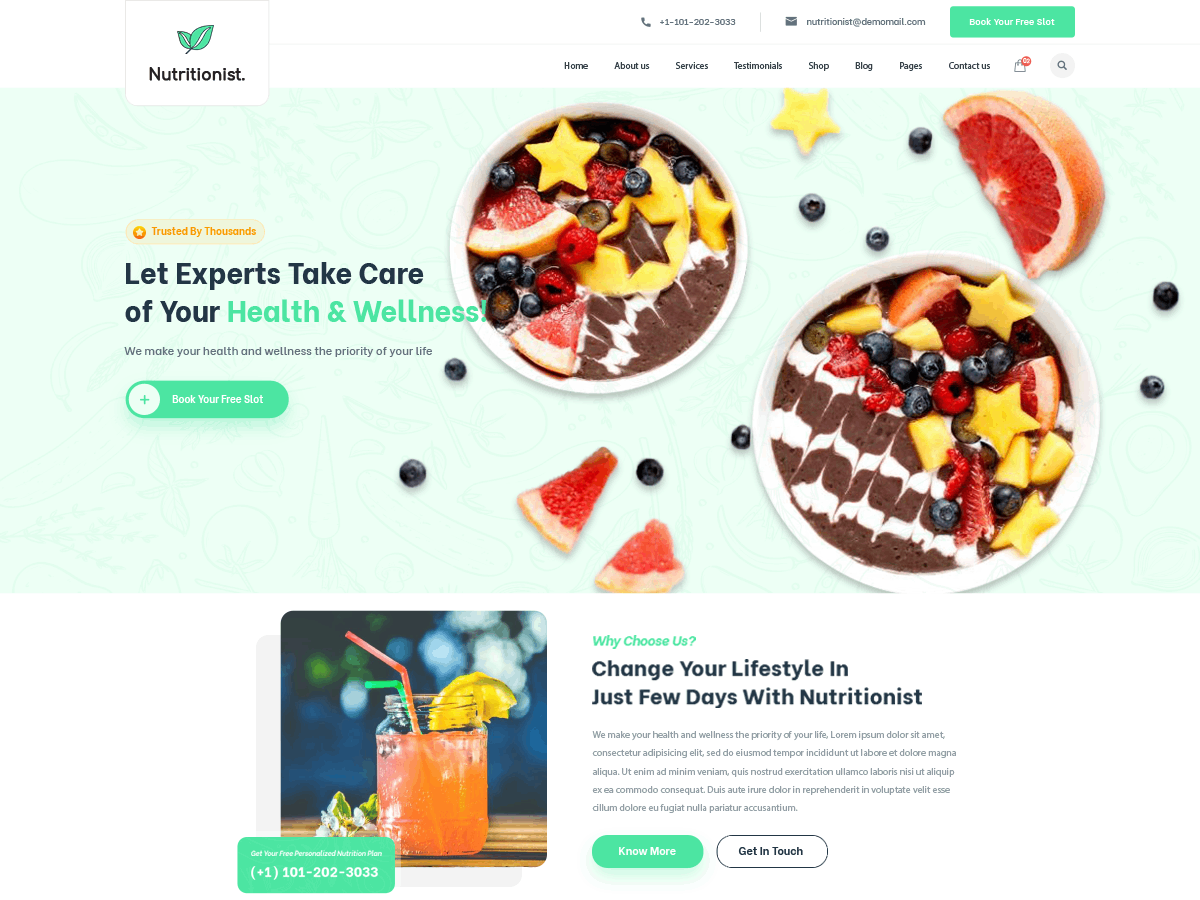 +1-101-202-3033
nutritionist@demomail.com
Book Your Free Slot
Nutritionist.
Home
About us
Services
Testimonials
Shop
Blog
Pages
Contact us
02
Trusted By Thousands
Let Experts Take Care
of Your Health & Wellness!
We make your health and wellness the priority of your life
Book Your Free Slot
Why Choose Us?
Change Your Lifestyle In
Just Few Days With Nutritionist
We make your health and wellness the priority of your life, Lorem ipsum dolor sit amet,
consectetur adipisicing elit, sed do eiusmod tempor incididunt ut labore et dolore magna
aliqua. Ut enim ad minim veniam, quis nostrud exercitation ullamco laboris nisi ut aliquip
ex ea commodo consequat. Duis aute irure dolor in reprehenderit in voluptate velit esse
cillum dolore eu fugiat nulla pariatur accusantium.
Know More
Get In Touch
Get Your Free Personalized Nutrition Plan
(+1) 101-202-3033